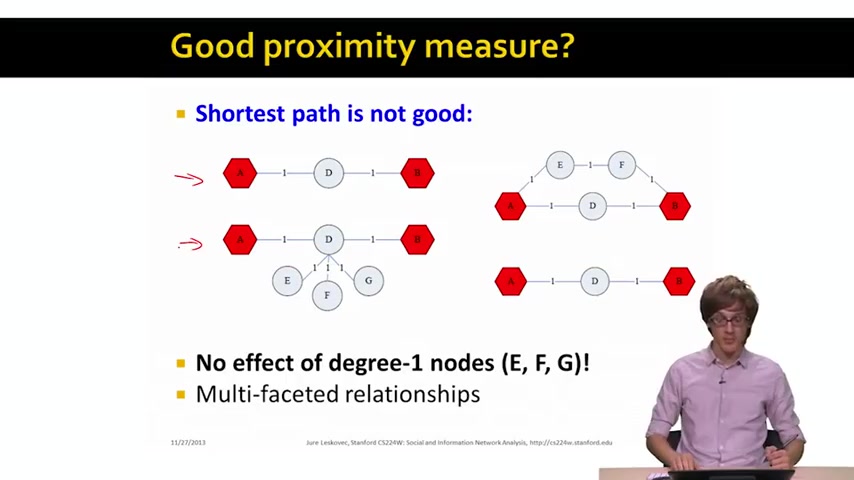 Good proximity measure?
Shortest path is not good:
A 1 D 1 B
A 1 D 1 B
1 1 1
E F G
E 1 F
1 1
A 1 D 1 B
A 1 D 1 B
No effect of degree-1 nodes (E, F, G)!
Multi-faceted relationships
11/27/2013
Jure Leskovec, Stanford CS224W: Social and Information Network Analysis, http://cs224w.stanford.edu